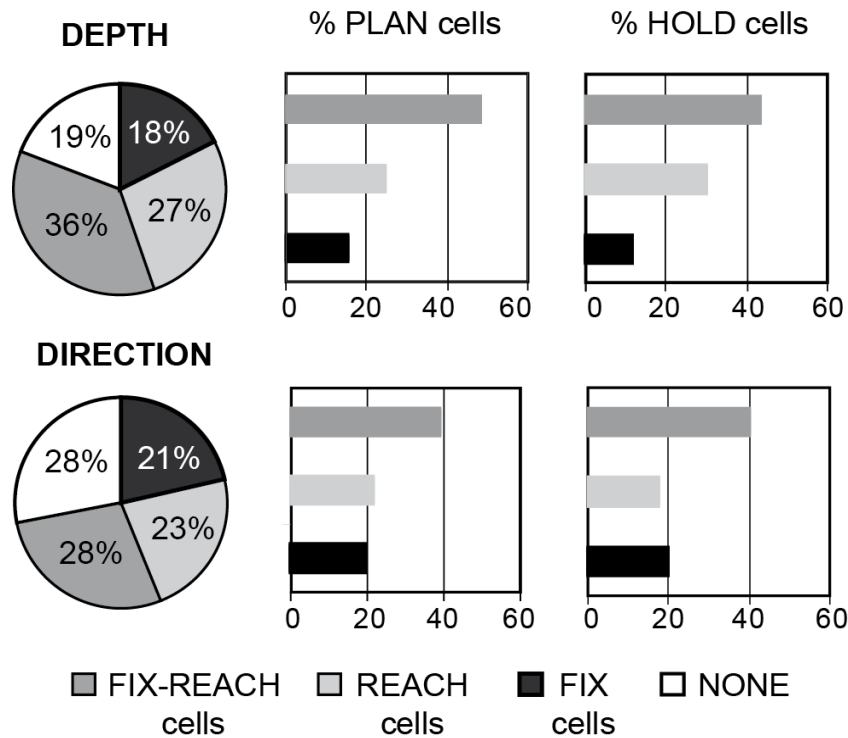 DEPTH
% PLAN cells
% HOLD cells
19%
18%
36%
27%
0 20 40 60
0 20 40 60
DIRECTION
28%
21%
28%
23%
0 20 40 60
0 20 40 60
FIX-REACH cells
REACH cells
FIX cells
NONE